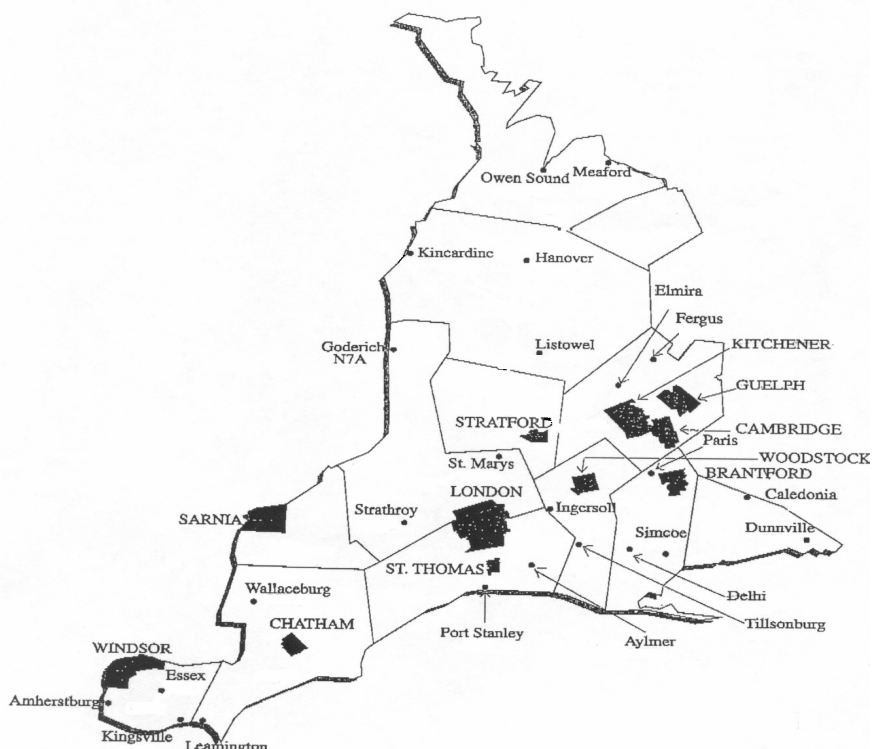 Owen Sound
Meaford
Kincardine
Hanover
Elmira
Fergus
Goderich
N7A
Listowel
KITCHENER
GUELPH
STRATFORD
CAMBRIDGE
Paris
St. Marys
WOODSTOCK
BRANTFORD
LONDON
Caledonia
SARNIA
Strathroy
Ingersoll
Simcoe
Dunnville
ST. THOMAS
Wallaceburg
Delhi
CHATHAM
Port Stanley
Tillsonburg
Aylmer
WINDSOR
Essex
Amherstburg
Kingsville
Leamington